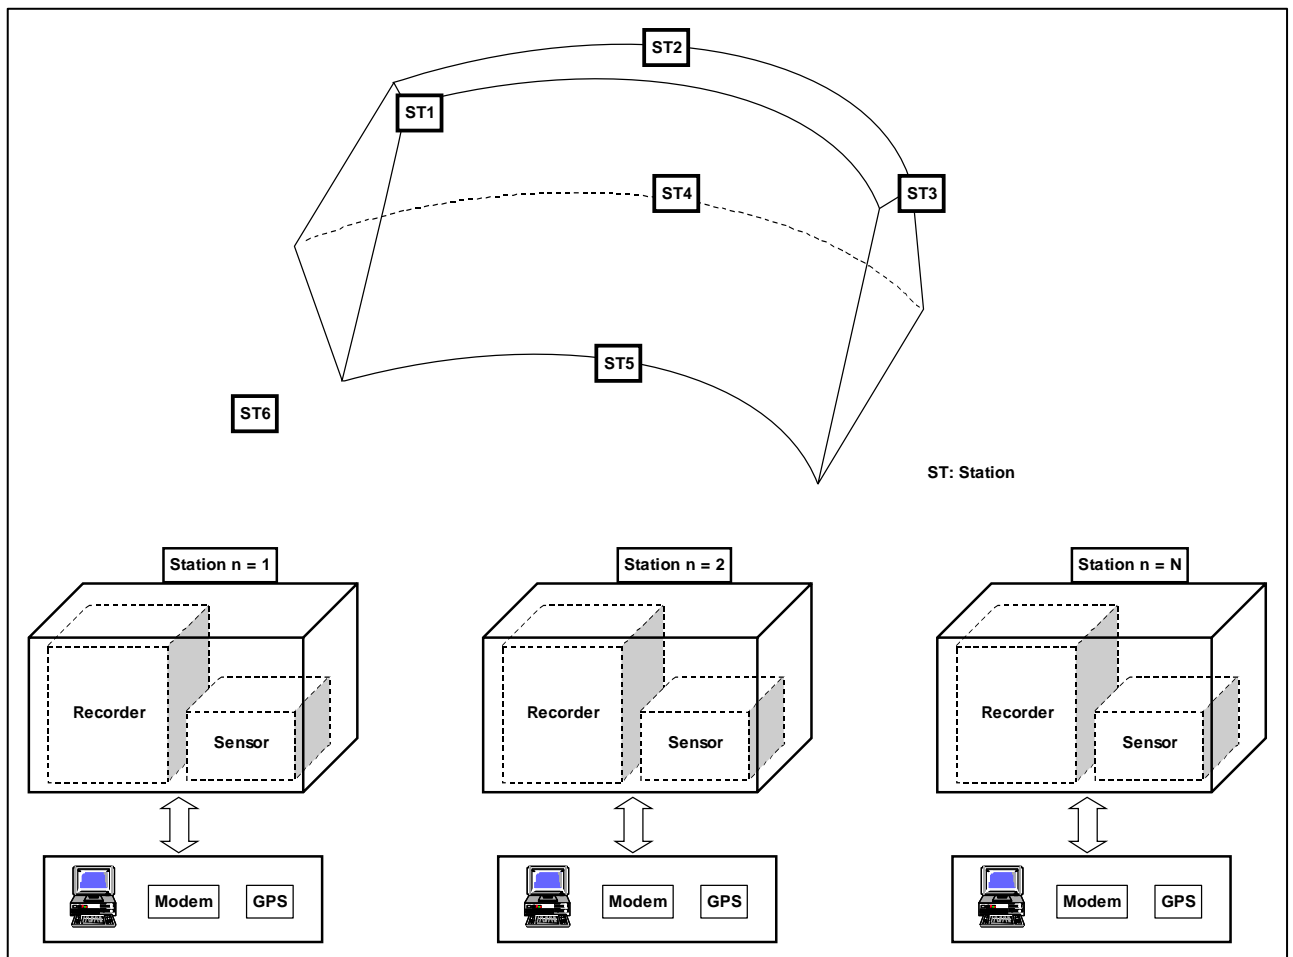 ST2
ST1
ST4
ST3
ST5
ST6
ST: Station
Station n = 1
Station n = 2
Station n = N
Recorder
Sensor
Recorder
Sensor
Recorder
Sensor
Modem
GPS
Modem
GPS
Modem
GPS